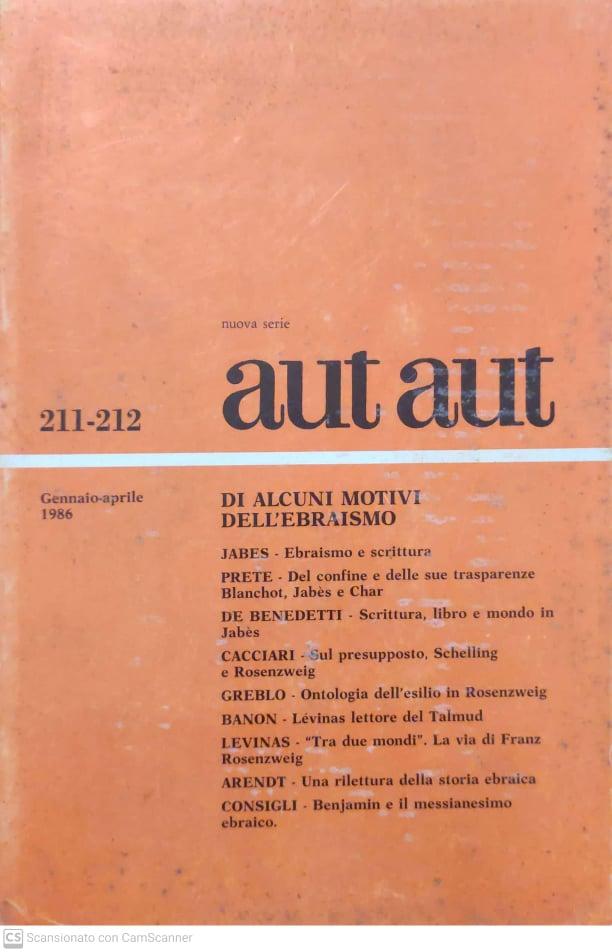 nuova serie
aut aut
211-212
Gennaio-aprile
1986
DI ALCUNI MOTIVI
DELL'EBRAISMO
JABES - Ebraismo e scrittura
PRETE - Del confine e delle sue trasparenze
Blanchot, Jabès e Char
DE BENEDETTI - Scrittura, libro e mondo in
Jabès
CACCIARI - Sul presupposto, Schelling
e Rosenzweig
GREBLO - Ontologia dell'esilio in Rosenzweig
BANON - Lévinas lettore del Talmud
LEVINAS - "Tra due mondi". La via di Franz
Rosenzweig
ARENDT - Una rilettura della storia ebraica
CONSIGLI - Benjamin e il messianesimo
ebraico.
CS Scansionato con CamScanner